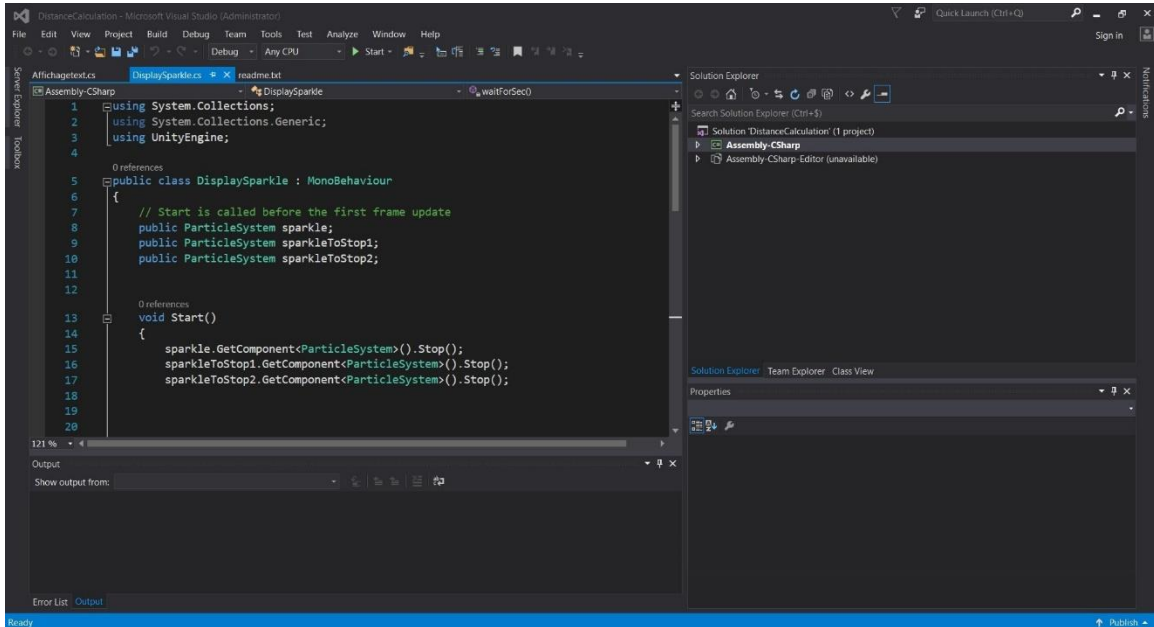 DistanceCalculation - Microsoft Visual Studio (Administrator)
Quick Launch (Ctrl+Q)
File Edit View Project Build Debug Team Tools Test Analyze Window Help
Sign in
Debug Any CPU Start
Server Explorer
Toolbox
Affichagetext.cs DisplaySparkle.cs readme.txt
Assembly-CSharp DisplaySparkle waitForSec()
1 using System.Collections;
2 using System.Collections.Generic;
3 using UnityEngine;
4
0 references
5 public class DisplaySparkle : MonoBehaviour
6 {
7 // Start is called before the first frame update
8 public ParticleSystem sparkle;
9 public ParticleSystem sparkleToStop1;
10 public ParticleSystem sparkleToStop2;
11
12
0 references
13 void Start()
14 {
15 sparkle.GetComponent<ParticleSystem>().Stop();
16 sparkleToStop1.GetComponent<ParticleSystem>().Stop();
17 sparkleToStop2.GetComponent<ParticleSystem>().Stop();
18
19
20
121 %
Output
Show output from:
Error List Output
Solution Explorer
Search Solution Explorer (Ctrl+$)
Solution 'DistanceCalculation' (1 project)
Assembly-CSharp
Assembly-CSharp-Editor (unavailable)
Solution Explorer Team Explorer Class View
Properties
Notifications
Ready
Publish